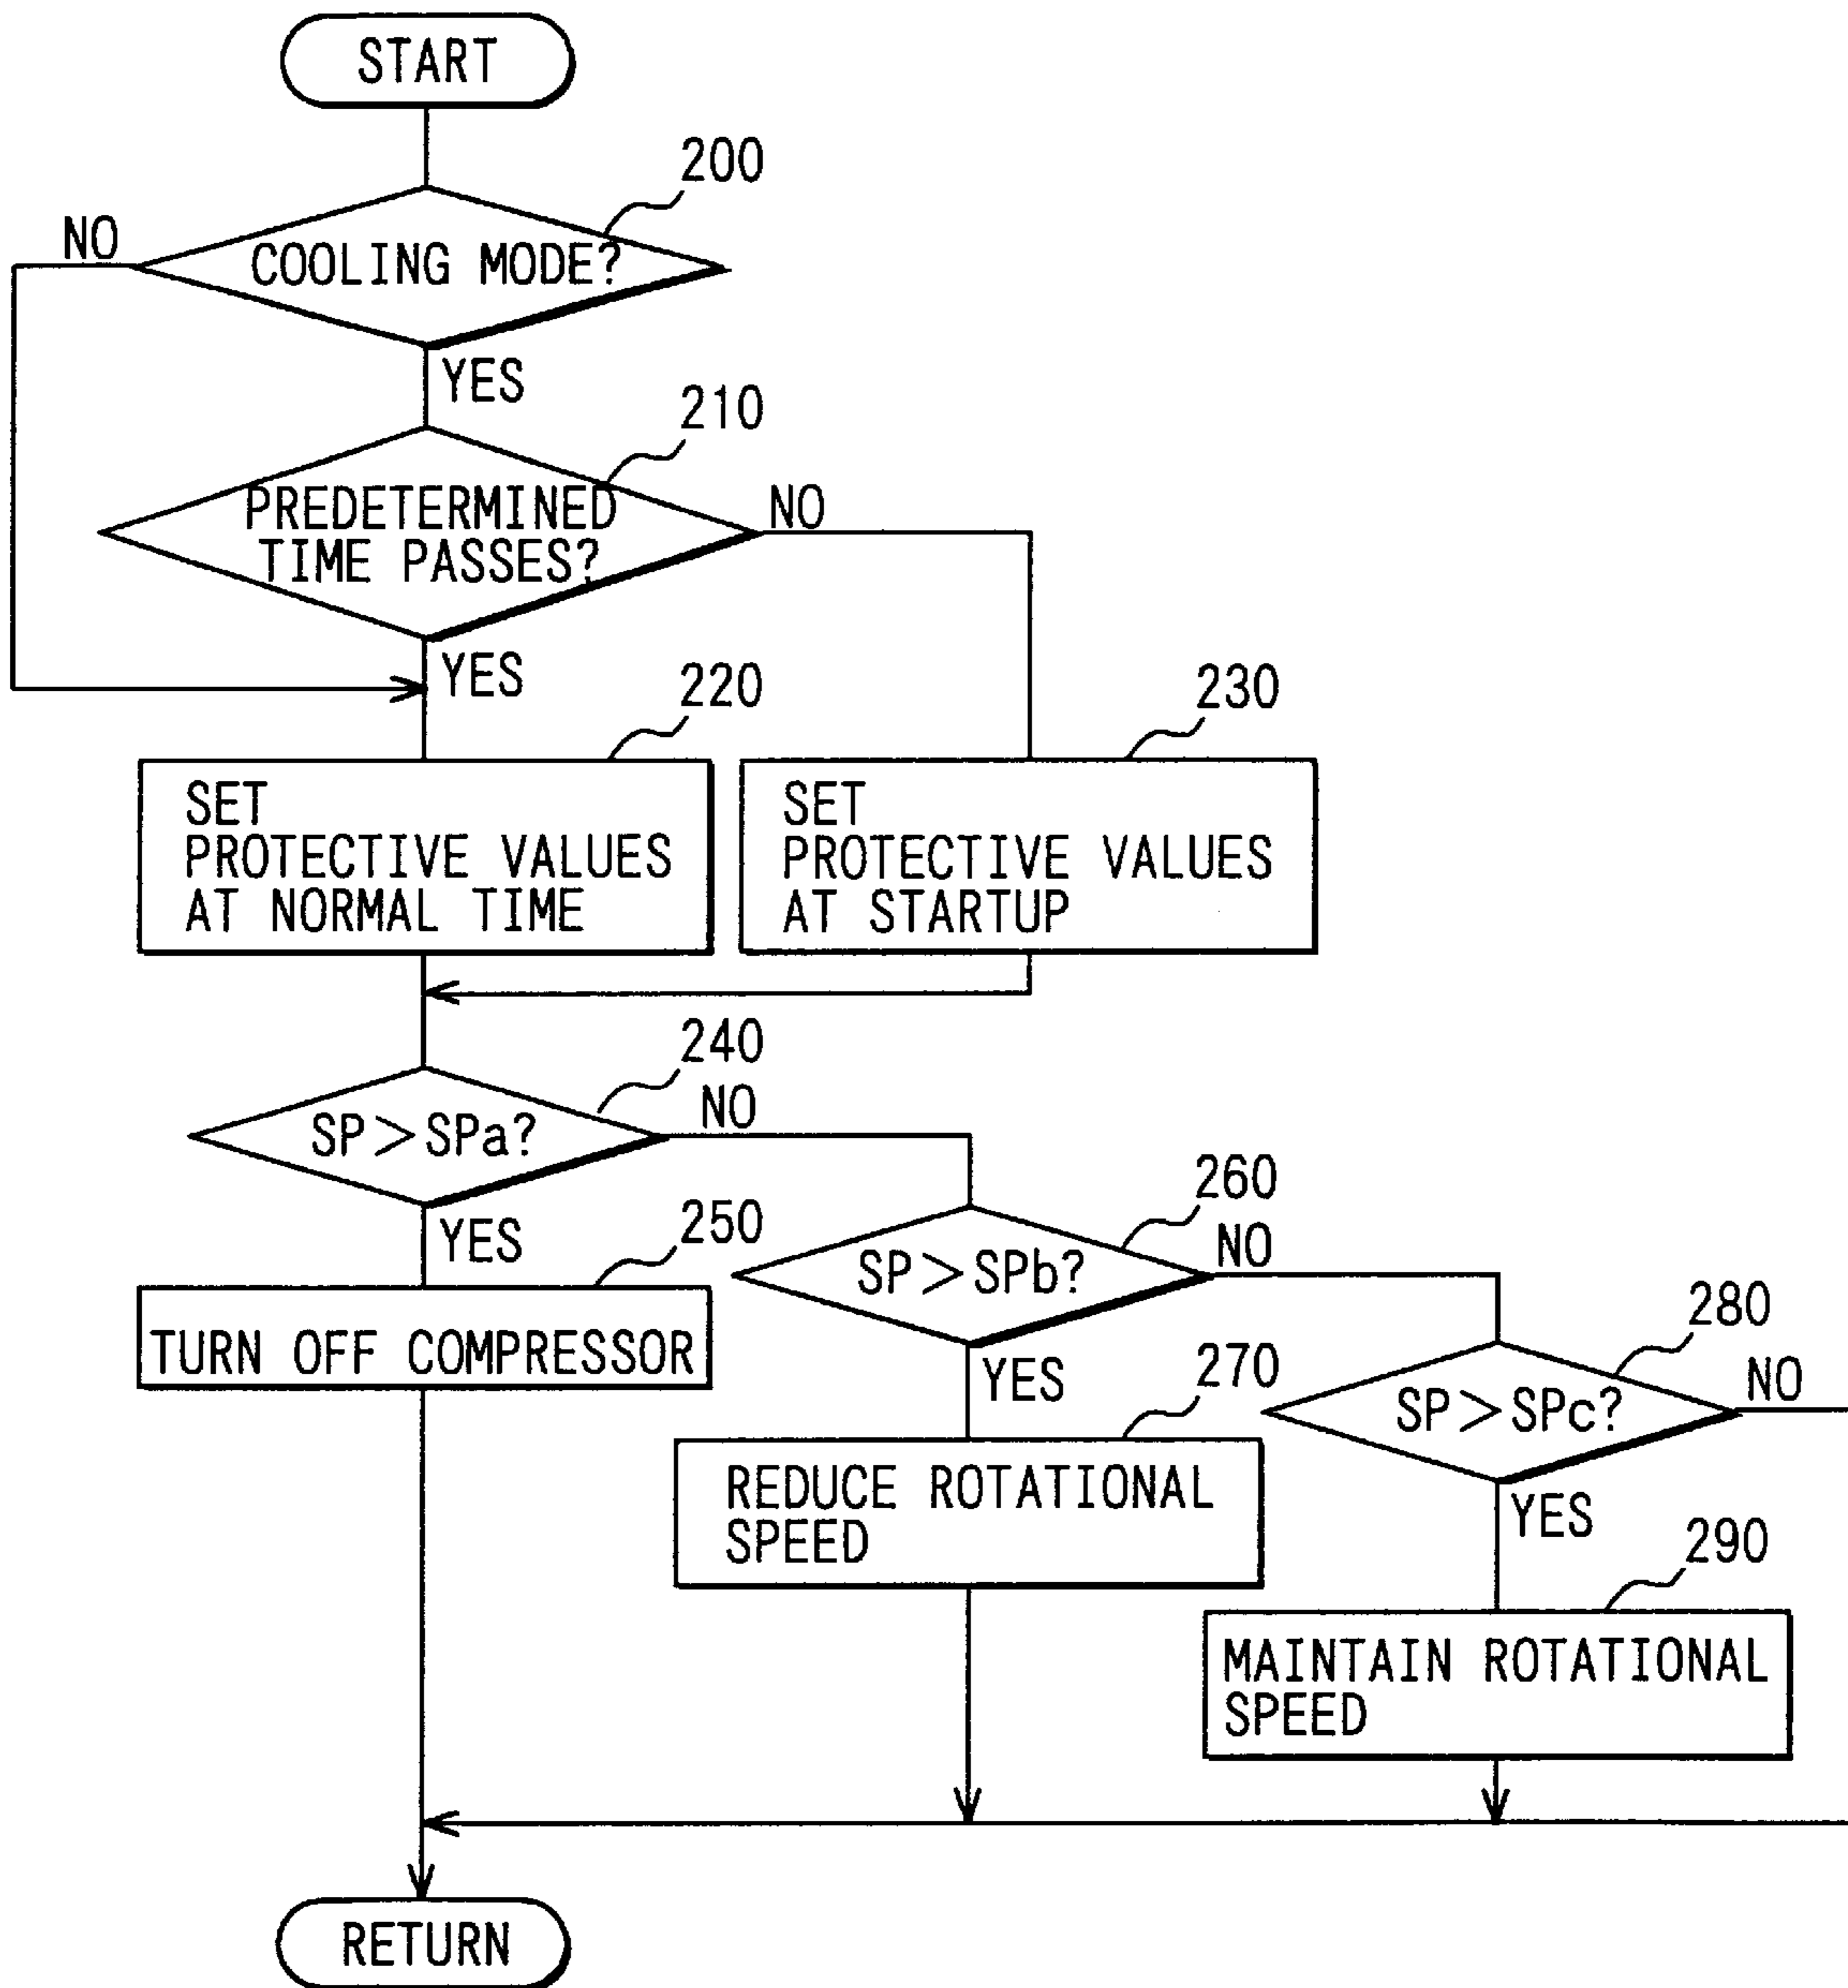 START
200
NO
COOLING MODE?
YES
210
PREDETERMINED
TIME PASSES?
NO
YES
220
230
SET
PROTECTIVE VALUES
AT NORMAL TIME
SET
PROTECTIVE VALUES
AT STARTUP
240
SP>SPa?
NO
YES
250
TURN OFF COMPRESSOR
260
SP>SPb?
NO
YES
270
REDUCE ROTATIONAL
SPEED
280
SP>SPc?
NO
YES
290
MAINTAIN ROTATIONAL
SPEED
RETURN